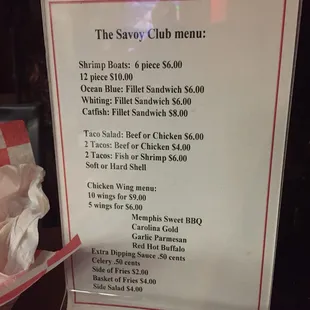 The Savoy Club menu:
Shrimp Boats: 6 piece $6.00
12 piece $10.00
Ocean Blue: Fillet Sandwich $6.00
Whiting: Fillet Sandwich $6.00
Catfish: Fillet Sandwich $8.00
Taco Salad: Beef or Chicken $6.00
2 Tacos: Beef or Chicken $4.00
2 Tacos: Fish or Shrimp $6.00
Soft or Hard Shell
Chicken Wing menu:
10 wings for $9.00
5 wings for $6.00
Memphis Sweet BBQ
Carolina Gold
Garlic Parmesan
Red Hot Buffalo
Extra Dipping Sauce .50 cents
Celery .50 cents
Side of Fries $2.00
Basket of Fries $4.00
Side Salad $4.00